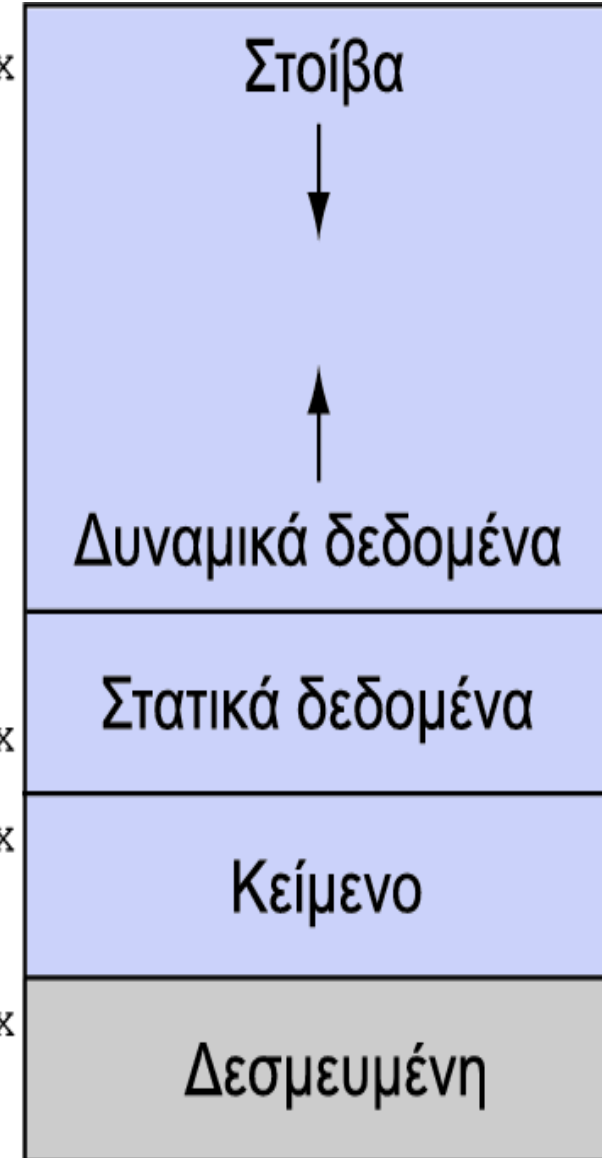 x
Στοίβα
Δυναμικά δεδομένα
Στατικά δεδομένα
x
x
Κείμενο
x
Δεσμευμένη